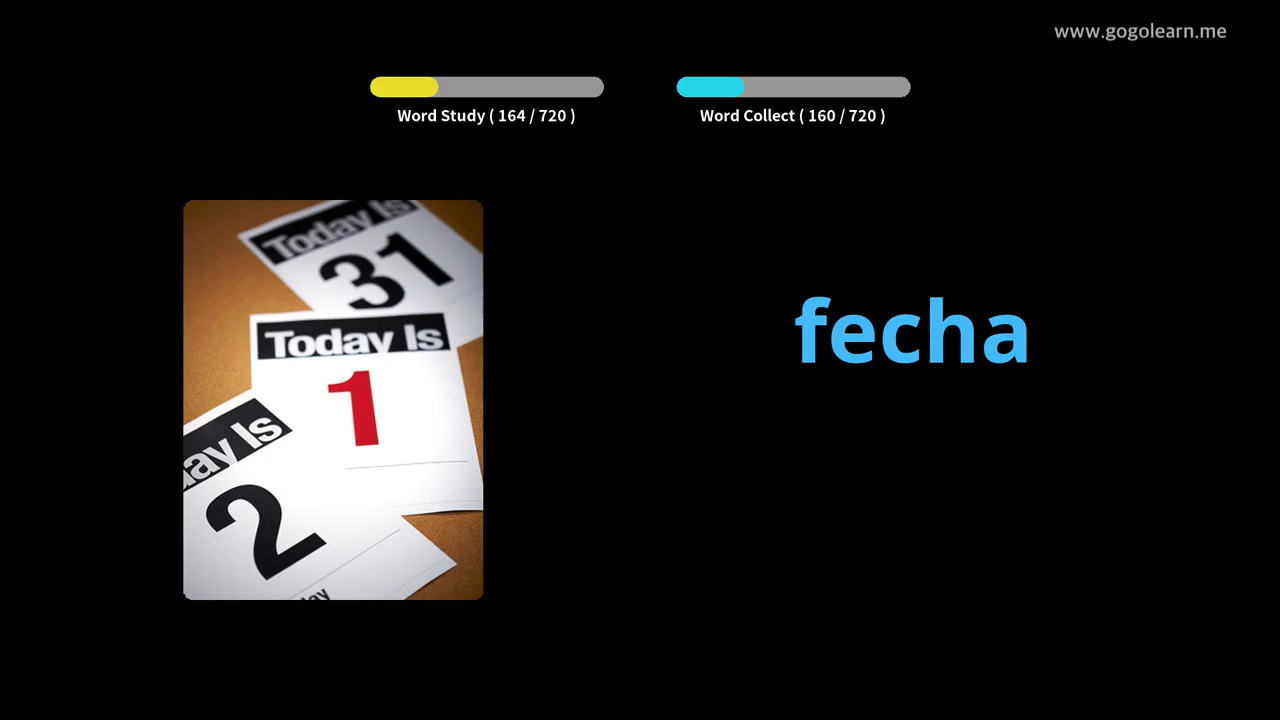 www.gogolearn.me
Word Study ( 164 / 720 )
Word Collect ( 160 / 720 )
Today Is
31
Today Is
1
ay Is
2
fecha